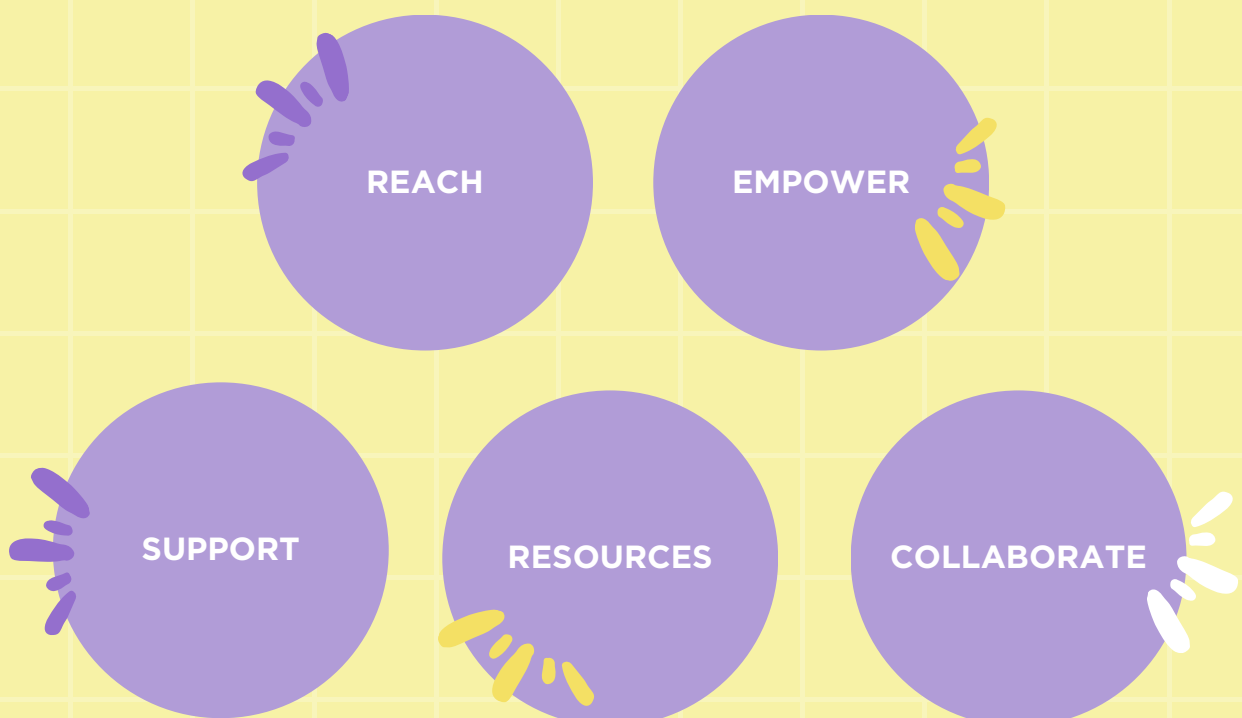 REACH
EMPOWER
SUPPORT
RESOURCES
COLLABORATE